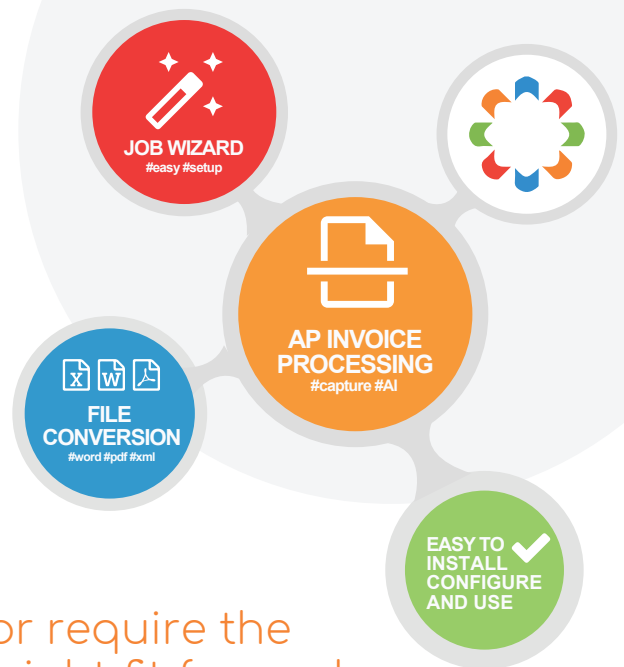 JOB WIZARD
#easy #setup
AP INVOICE
PROCESSING
#capture #AI
X W
FILE
CONVERSION
#word #pdf #xml
EASY TO
INSTALL
CONFIGURE
AND USE
or require the